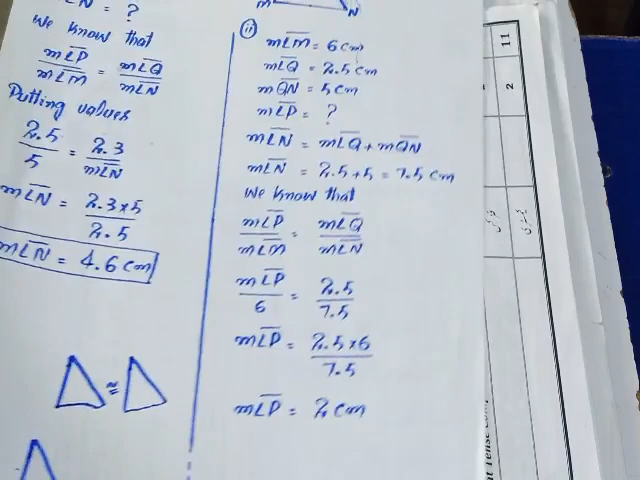 LN = ?
We know that
mLP/mLM = mLQ/mLN
Putting values
2.5/5 = 2.3/mLN
mLN = 2.3×5/2.5
mLN = 4.6 cm
≅
M N
(ii)
mLM = 6 cm
mLQ = 2.5 cm
mQN = 5 cm
mLP = ?
mLN = mLQ + mQN
mLN = 2.5 + 5 = 7.5 cm
We know that
mLP/mLM = mLQ/mLN
mLP/6 = 2.5/7.5
mLP = 2.5×6/7.5
mLP = 2 cm
11
2